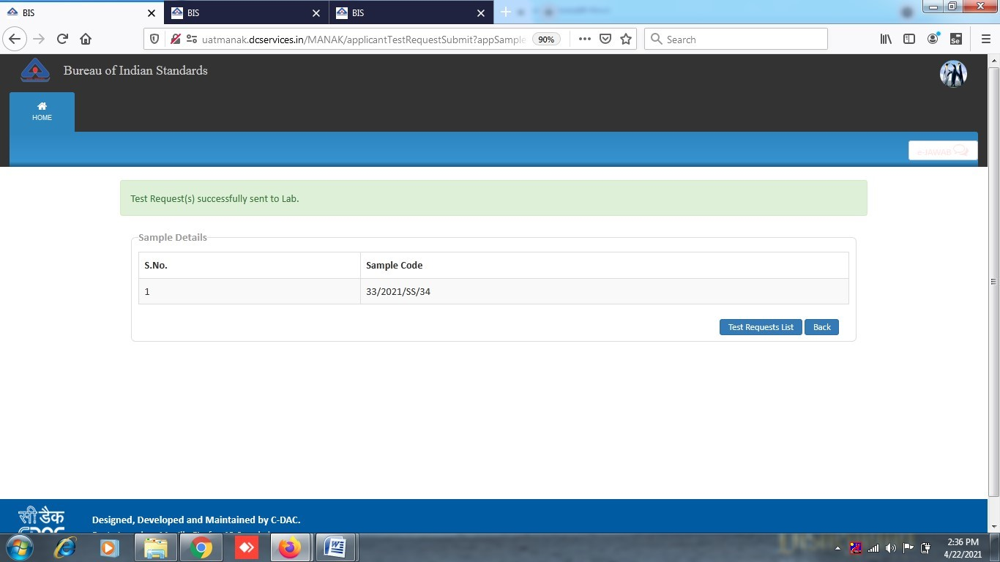 BIS
BIS
BIS
uatmanak.dcservices.in/MANAK/applicantTestRequestSubmit?appSample
90%
Search
Bureau of Indian Standards
HOME
e-JAWAB
Test Request(s) successfully sent to Lab.
Sample Details
S.No. Sample Code
1 33/2021/SS/34
Test Requests List Back
सी डैक
CDAC
Designed, Developed and Maintained by C-DAC.
2:36 PM
4/22/2021